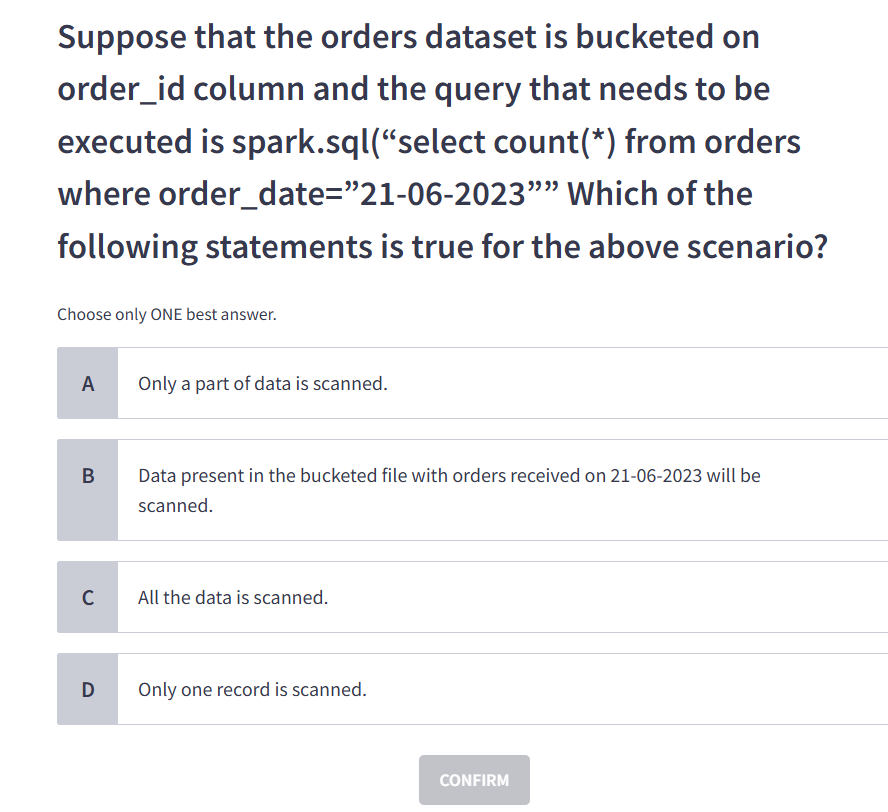 Suppose that the orders dataset is bucketed on
order_id column and the query that needs to be
executed is spark.sql(“select count(*) from orders
where order_date=”21-06-2023”” Which of the
following statements is true for the above scenario?
Choose only ONE best answer.
A Only a part of data is scanned.
B Data present in the bucketed file with orders received on 21-06-2023 will be
scanned.
C All the data is scanned.
D Only one record is scanned.
CONFIRM